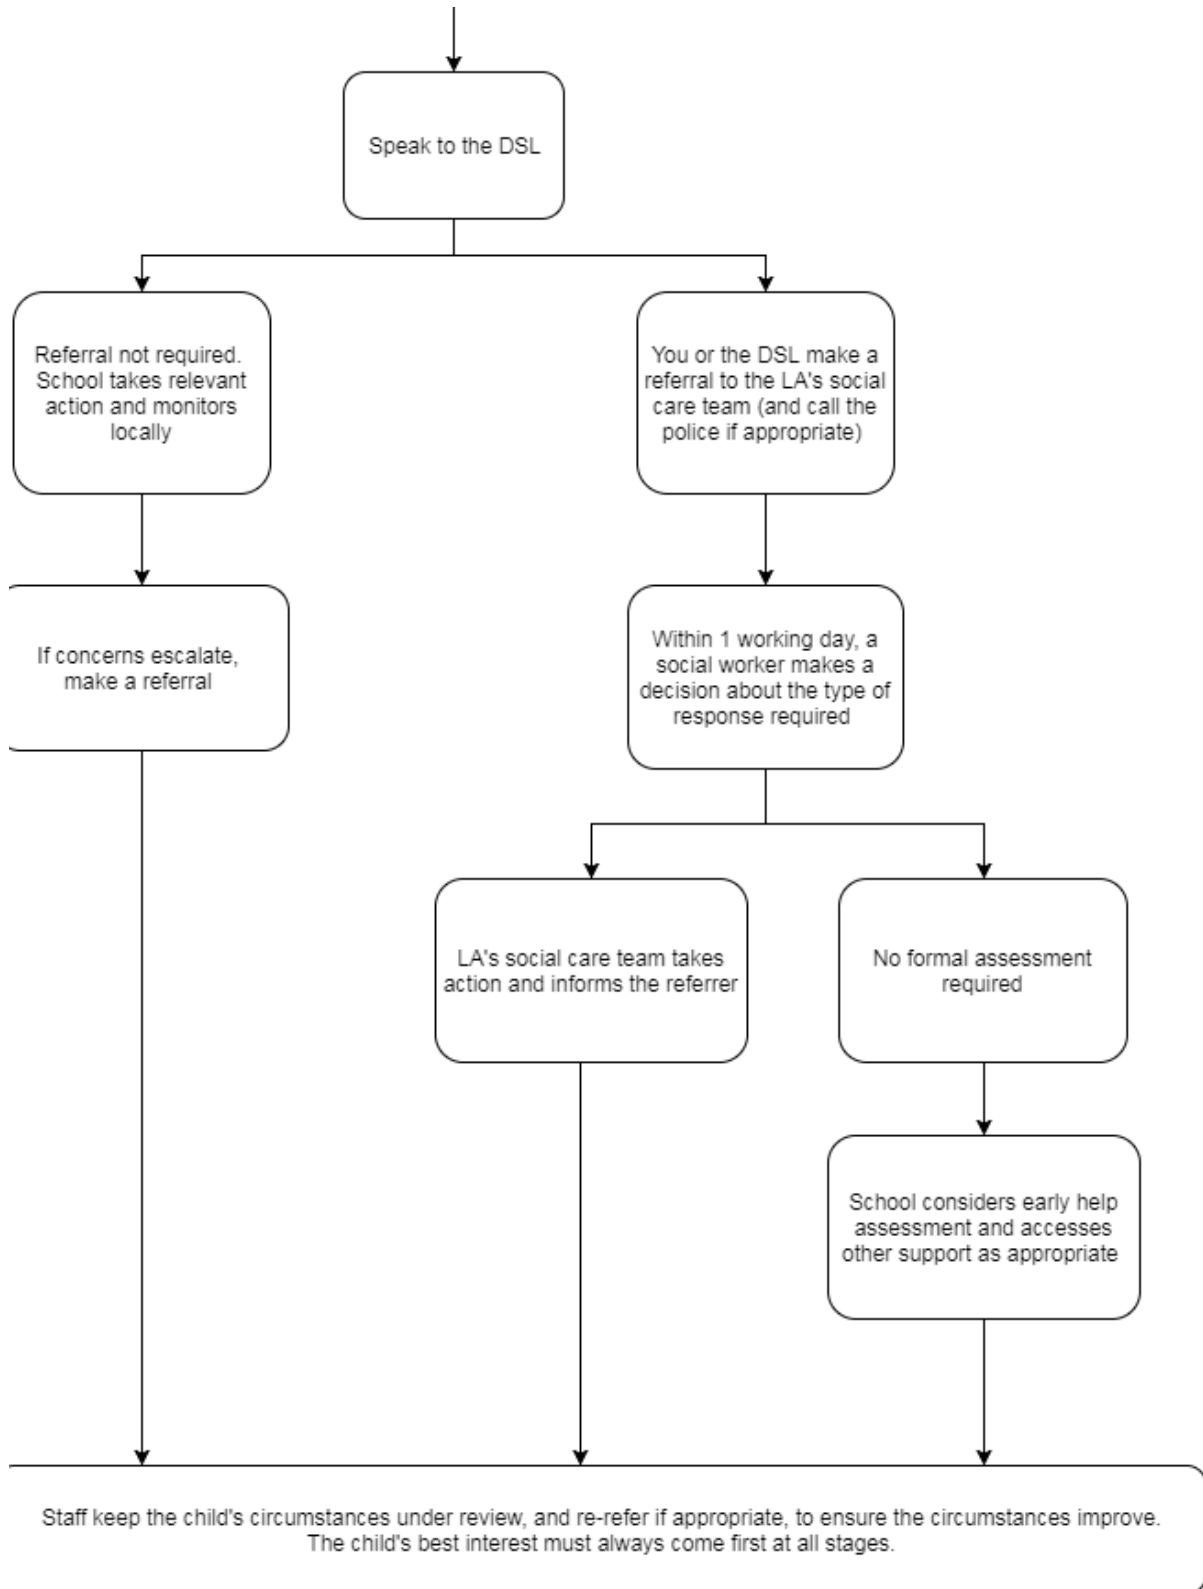 Speak to the DSL
Referral not required.
School takes relevant
action and monitors
locally
You or the DSL make a
referral to the LA's social
care team (and call the
police if appropriate)
If concerns escalate,
make a referral
Within 1 working day, a
social worker makes a
decision about the type of
response required
LA's social care team takes
action and informs the referrer
No formal assessment
required
School considers early help
assessment and accesses
other support as appropriate
Staff keep the child's circumstances under review, and re-refer if appropriate, to ensure the circumstances improve.
The child's best interest must always come first at all stages.